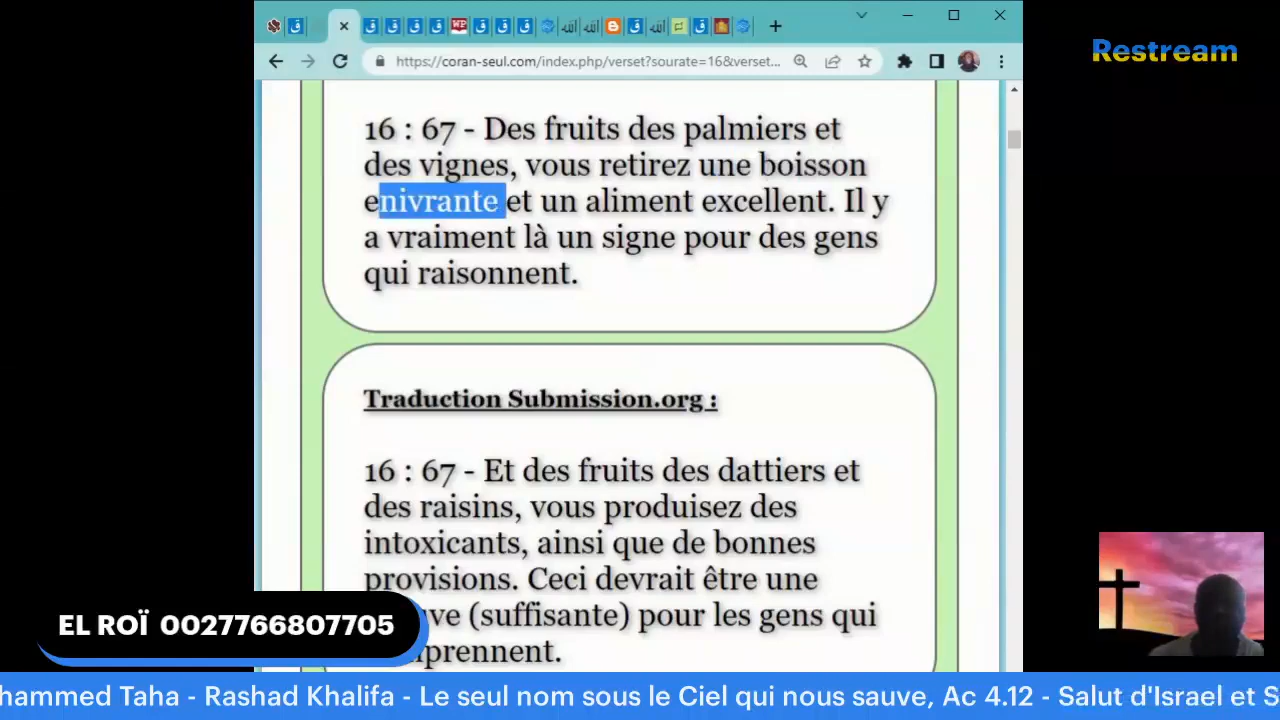 https://coran-seul.com/index.php/verset?sourate=16&verset...
Restream
16 : 67 - Des fruits des palmiers et
des vignes, vous retirez une boisson
enivrante et un aliment excellent. Il y
a vraiment là un signe pour des gens
qui raisonnent.
Traduction Submission.org :
16 : 67 - Et des fruits des dattiers et
des raisins, vous produisez des
intoxicants, ainsi que de bonnes
provisions. Ceci devrait être une
(suffisante) pour les gens qui
EL ROÏ 0027766807705
hammed Taha - Rashad Khalifa - Le seul nom sous le Ciel qui nous sauve, Ac 4.12 - Salut d'Israel et S